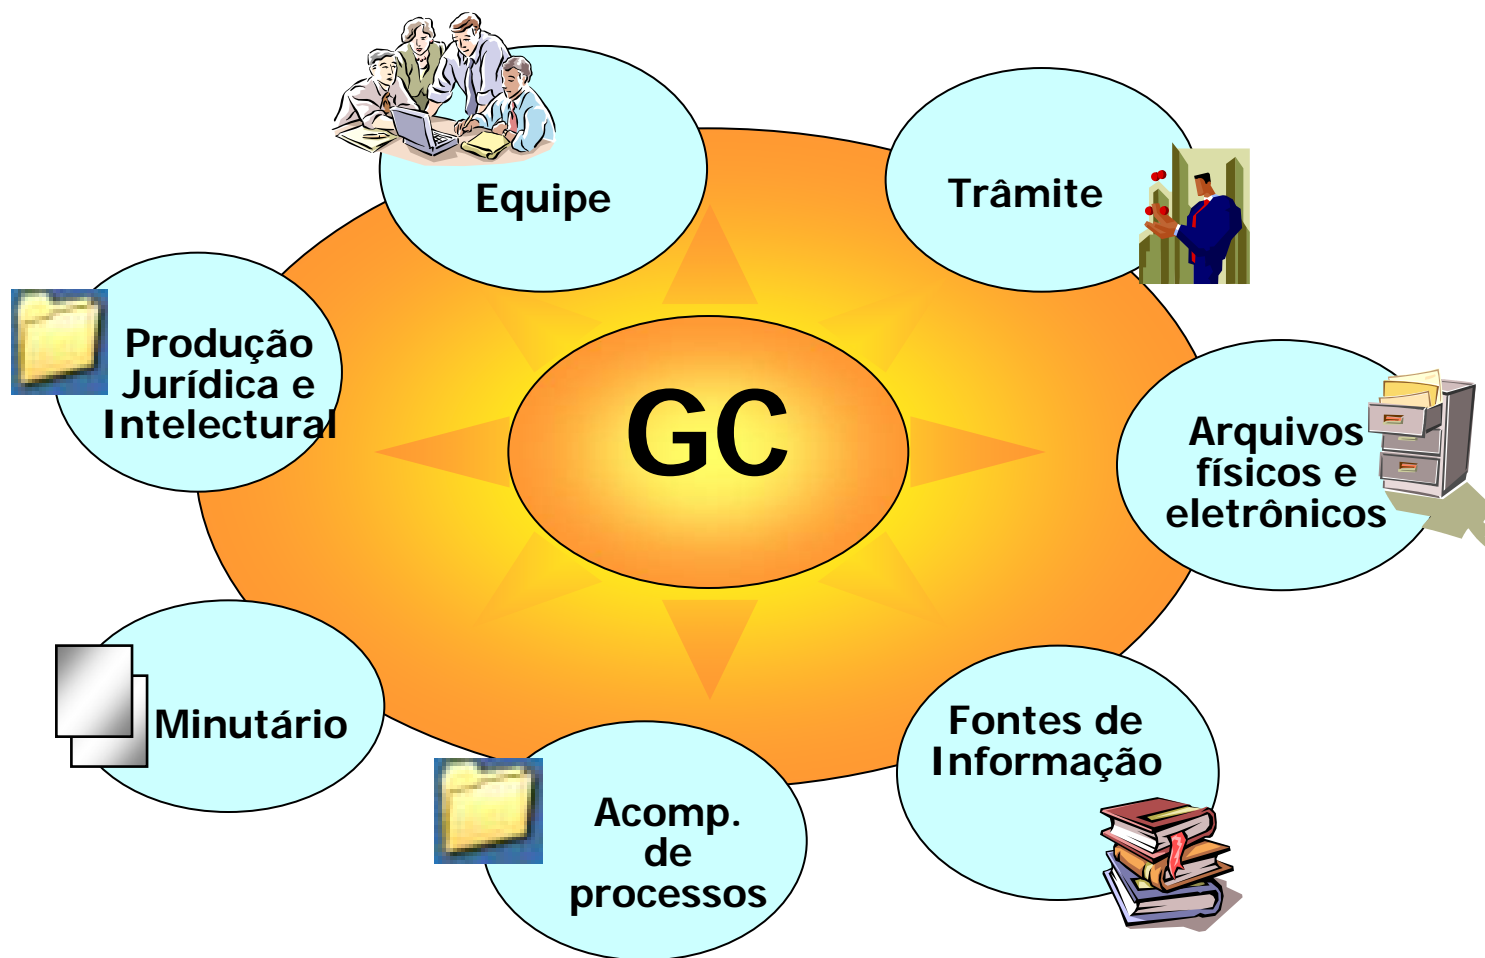 Equipe
Trâmite
Produção
Jurídica e
Intelectural
GC
Arquivos
físicos e
eletrônicos
Minutário
Fontes de
Informação
Acomp.
de
processos